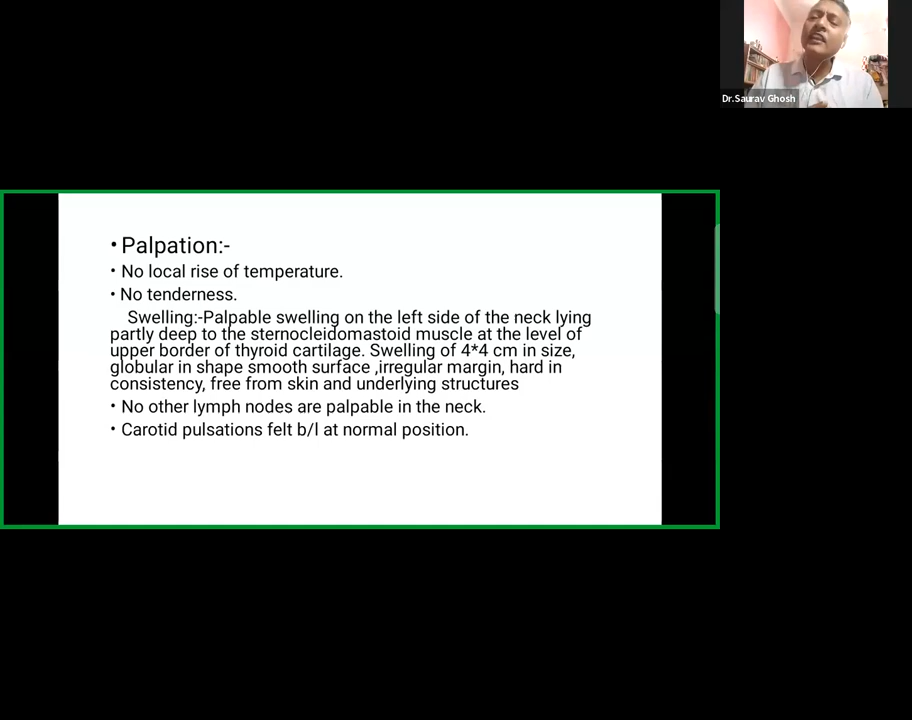 Dr.Saurav Ghosh
• Palpation:-
• No local rise of temperature.
• No tenderness.
Swelling:-Palpable swelling on the left side of the neck lying
partly deep to the sternocleidomastoid muscle at the level of
upper border of thyroid cartilage. Swelling of 4*4 cm in size,
globular in shape smooth surface ,irregular margin, hard in
consistency, free from skin and underlying structures
• No other lymph nodes are palpable in the neck.
• Carotid pulsations felt b/l at normal position.